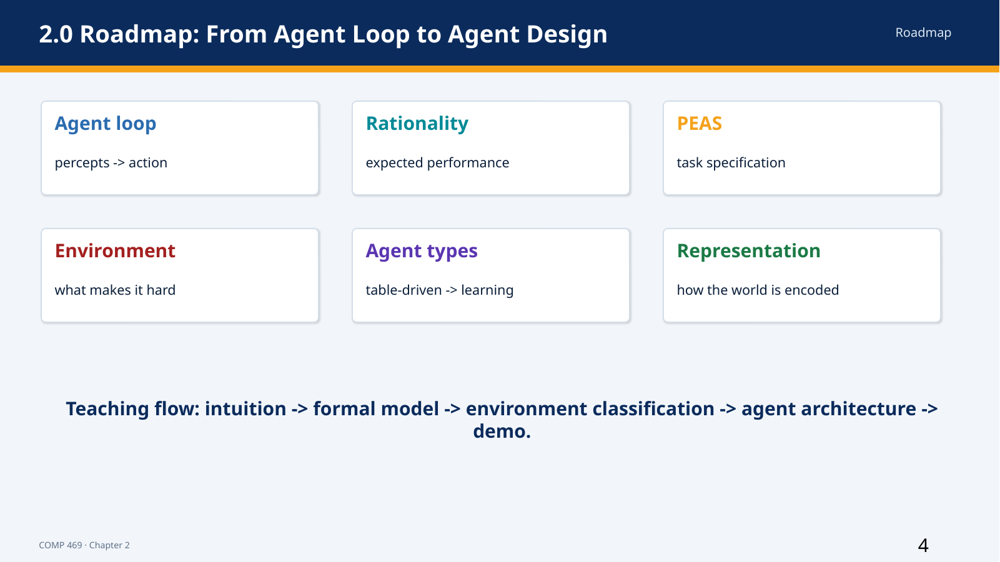 2.0 Roadmap: From Agent Loop to Agent Design
Roadmap
Agent loop
percepts -> action
Rationality
expected performance
PEAS
task specification
Environment
what makes it hard
Agent types
table-driven -> learning
Representation
how the world is encoded
Teaching flow: intuition -> formal model -> environment classification -> agent architecture ->
demo.
COMP 469 · Chapter 2
4